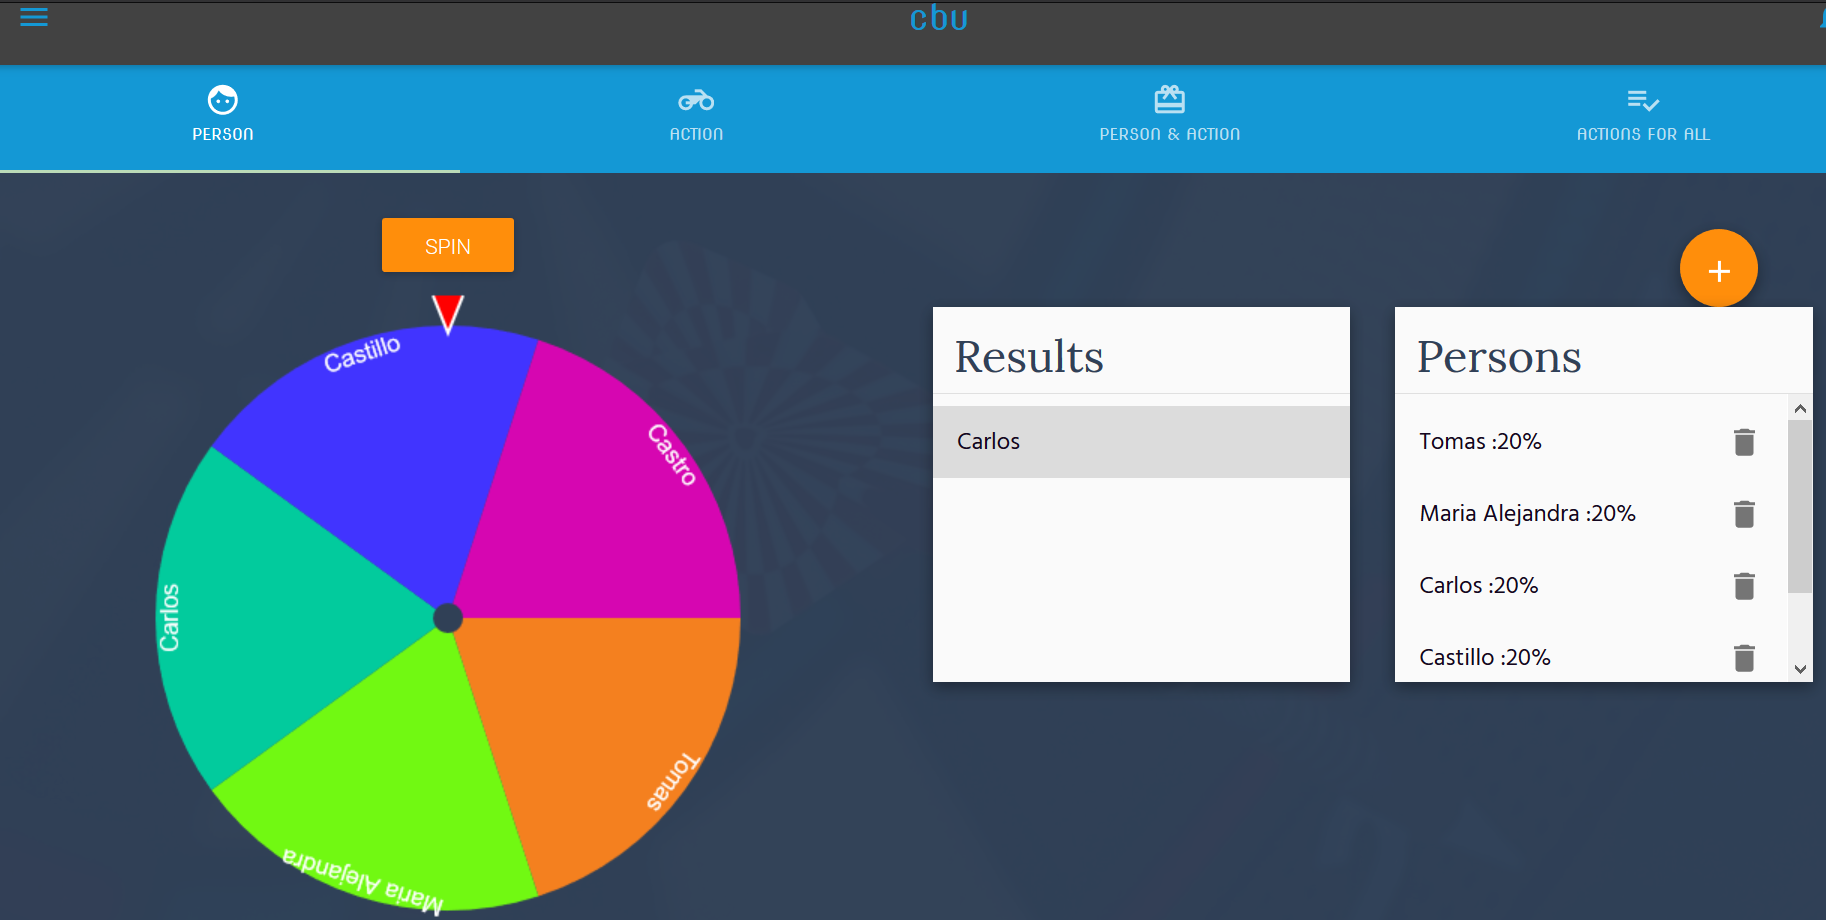 cbu
PERSON
ACTION
PERSON & ACTION
ACTIONS FOR ALL
SPIN
Castillo
Castro
Carlos
Tomas
Maria Alejandra
Results
Carlos
Persons
Tomas :20%
Maria Alejandra :20%
Carlos :20%
Castillo :20%